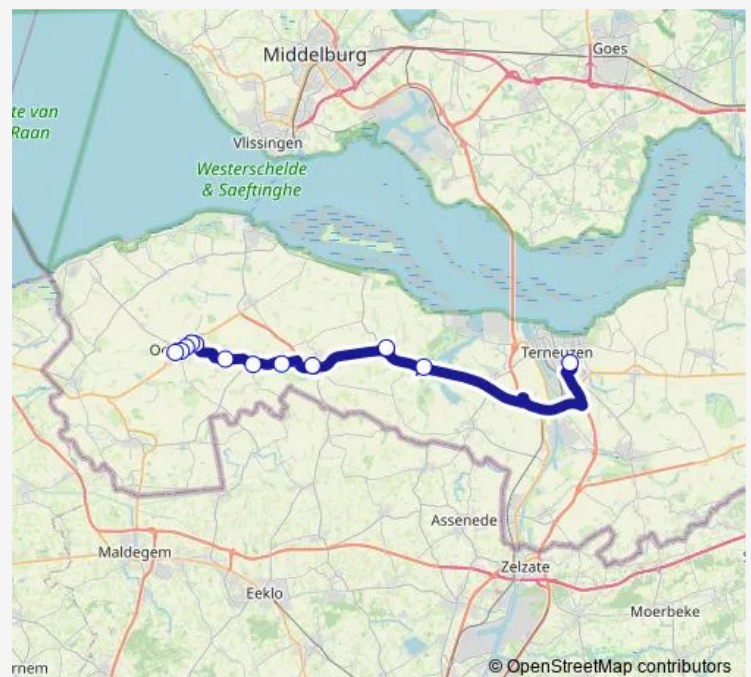 Middelburg
Goes
te van
Raan
Vlissingen
Westerschelde
& Saeftinghe
Terneuzen
Assenede
Maldegem
Zelzate
Eeklo
Moerbeke
rnem
© OpenStreetMap contributors